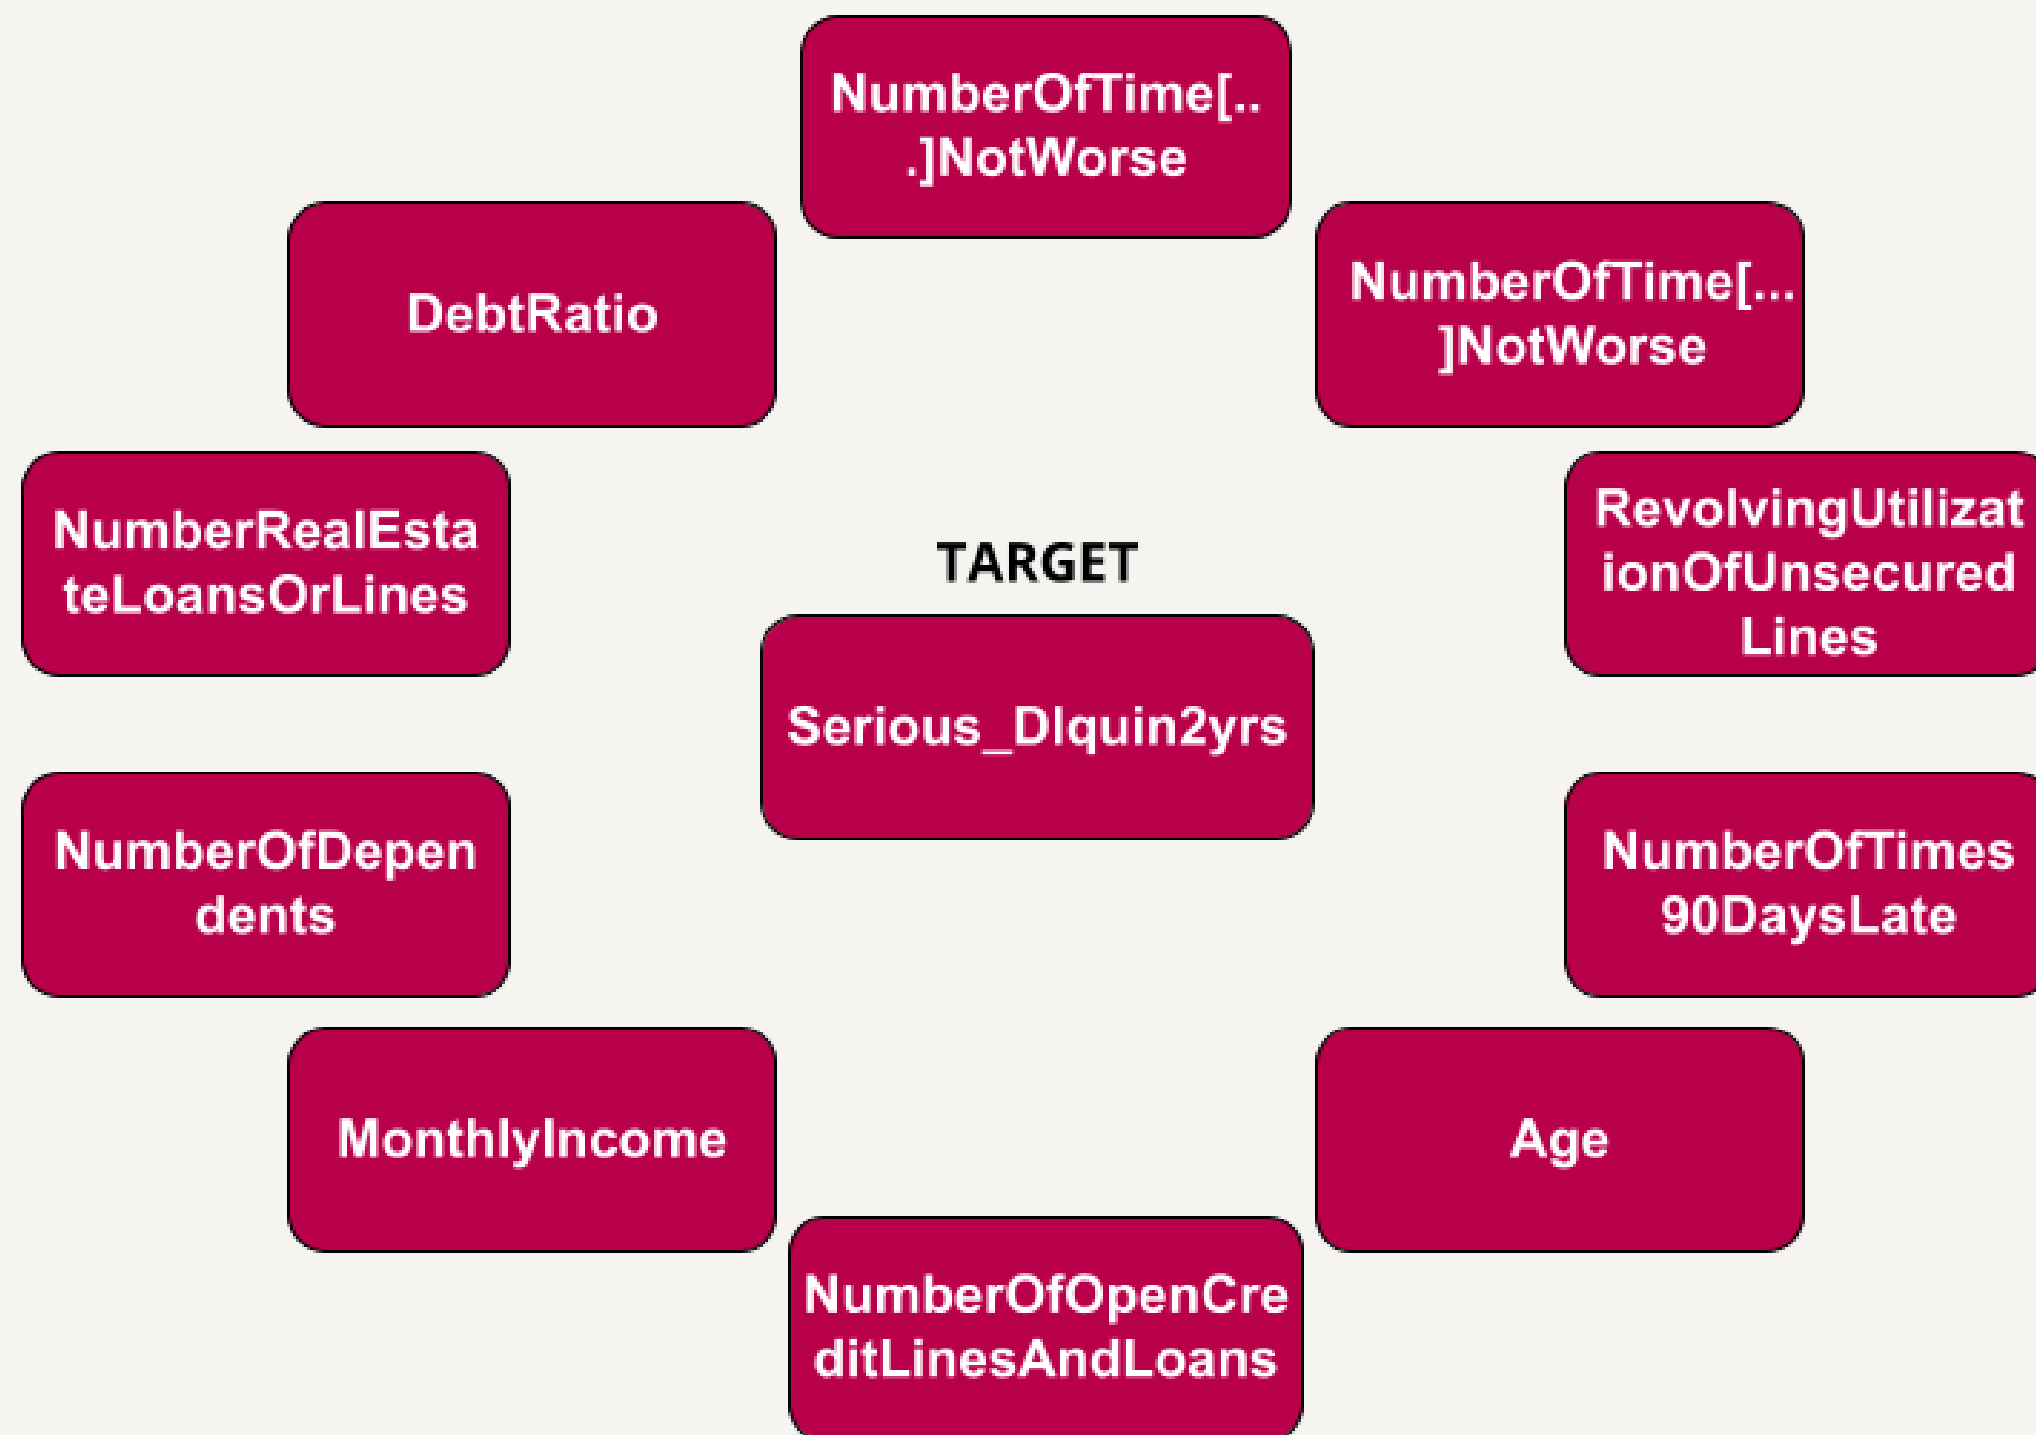 NumberOfTime[..
.]NotWorse
DebtRatio
NumberOfTime[...
]NotWorse
NumberRealEsta
teLoansOrLines
RevolvingUtilizat
ionOfUnsecured
Lines
TARGET
Serious_Dlquin2yrs
NumberOfDepen
dents
NumberOfTimes
90DaysLate
MonthlyIncome
Age
NumberOfOpenCre
ditLinesAndLoans